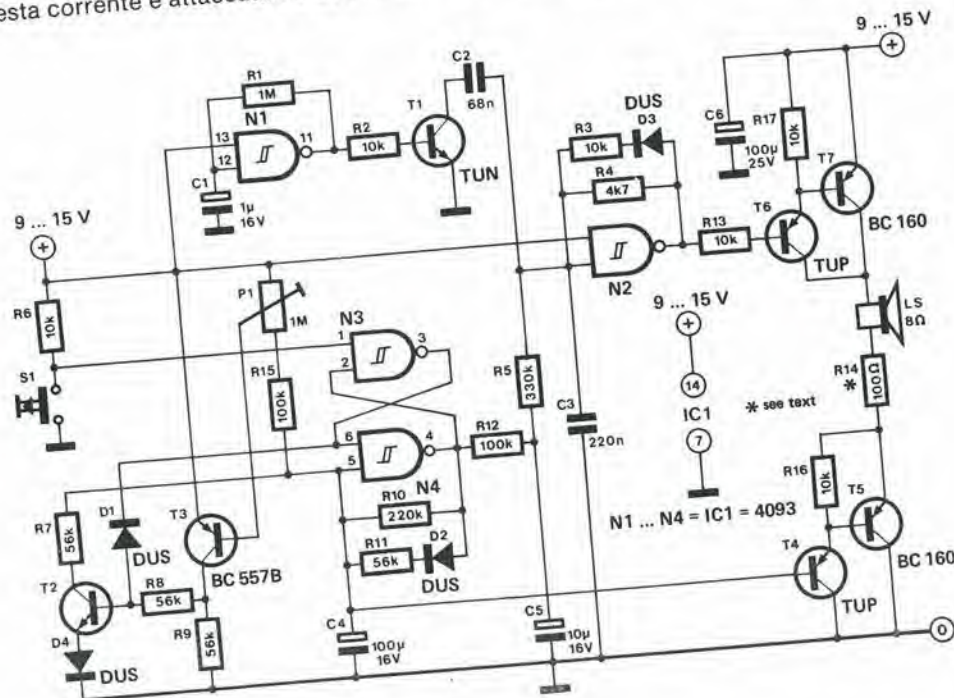 esta corrente è
9 ... 15 V
R1
1M
C2
68n
N1
13
12
11
R2
10k
T1
TUN
C1
1µ
16V
DUS
D3
R3
10k
R4
4k7
C6
100µ
25V
R17
10k
T7
BC 160
T6
TUP
R13
10k
N2
9 ... 15 V
R6
10k
S1
P1
1M
N3
1
2
3
R15
100k
R5
330k
C3
220n
9 ... 15 V
14
IC1
7
* see text
LS
8Ω
R14
*
100Ω
6
5
4
R12
100k
N4
R10
220k
R11
56k
D2
DUS
N1 ... N4 = IC1 = 4093
R16
10k
T5
BC 160
T4
TUP
R7
56k
D1
DUS
T3
BC 557B
T2
R8
56k
R9
56k
D4
DUS
C4
100µ
16V
C5
10µ
16V
0